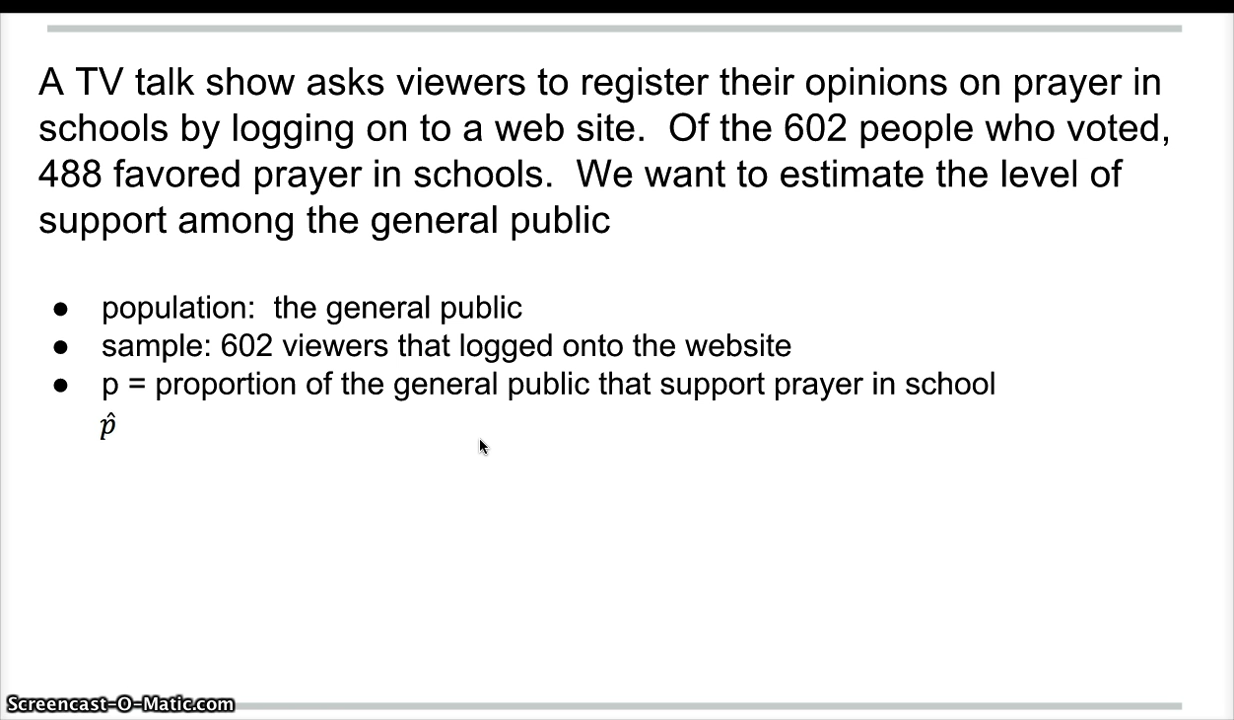 A TV talk show asks viewers to register their opinions on prayer in
schools by logging on to a web site.  Of the 602 people who voted,
488 favored prayer in schools.  We want to estimate the level of
support among the general public
● population:  the general public
● sample: 602 viewers that logged onto the website
● p = proportion of the general public that support prayer in school
p̂
Screencast-O-Matic.com